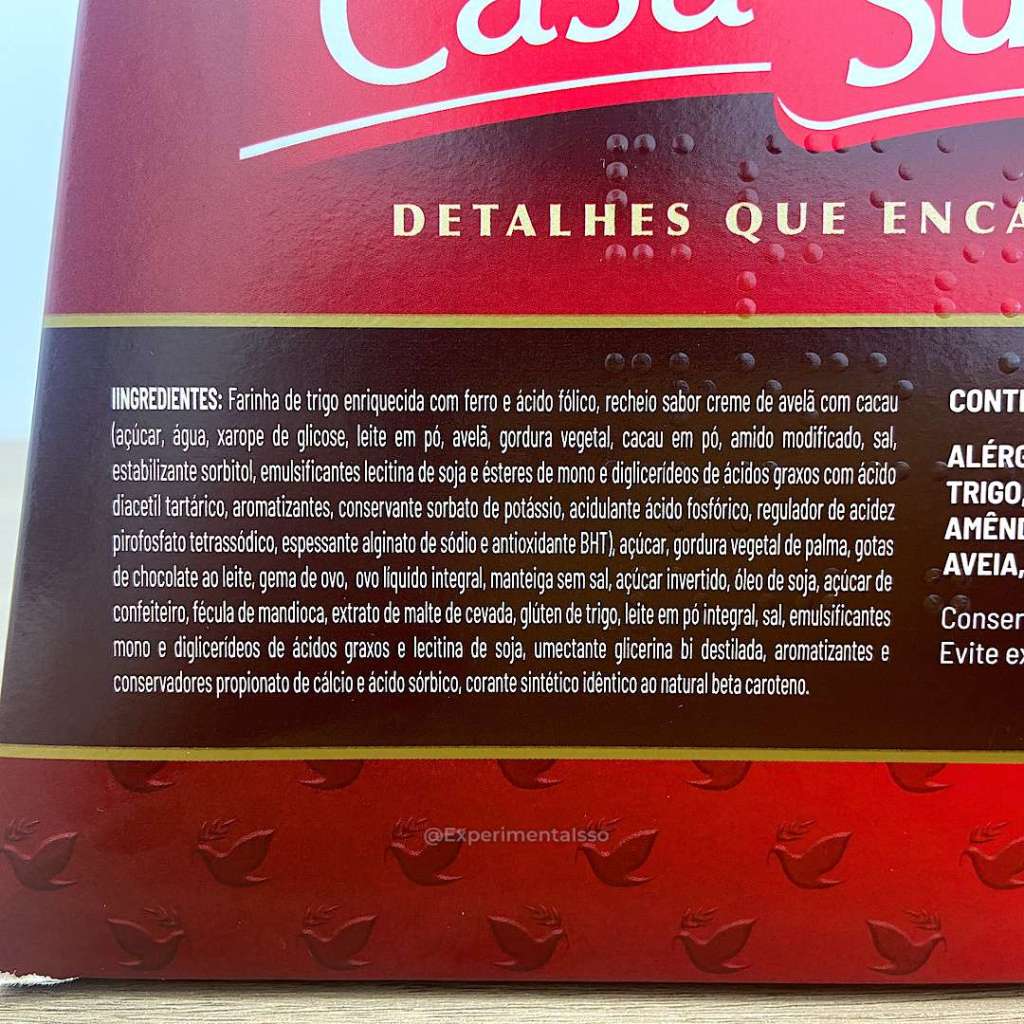 Casa
DETALHES QUE
IINGREDIENTES: Farinha de trigo enriquecida com ferro e ácido fólico, recheio sabor creme de avelã com cacau
(açúcar, água, xarope de glicose, leite em pó, avelã, gordura vegetal, cacau em pó, amido modificado, sal,
estabilizante sorbitol, emulsificantes lecitina de soja e ésteres de mono e diglicerídeos de ácidos graxos com ácido
diacetil tartárico, aromatizantes, conservante sorbato de potássio, acidulante ácido fosfórico, regulador de acidez
pirofosfato tetrassódico, espessante alginato de sódio e antioxidante BHT), açúcar, gordura vegetal de palma, gotas
de chocolate ao leite, gema de ovo, ovo líquido integral, manteiga sem sal, açúcar invertido, óleo de soja, açúcar de
confeiteiro, fécula de mandioca, extrato de malte de cevada, glúten de trigo, leite em pó integral, sal, emulsificantes
mono e diglicerídeos de ácidos graxos e lecitina de soja, umectante glicerina bi destilada, aromatizantes e
conservadores propionato de cálcio e ácido sórbico, corante sintético idêntico ao natural beta caroteno.
TRIGO,
AVEIA,
Evite
@Experimentalsso